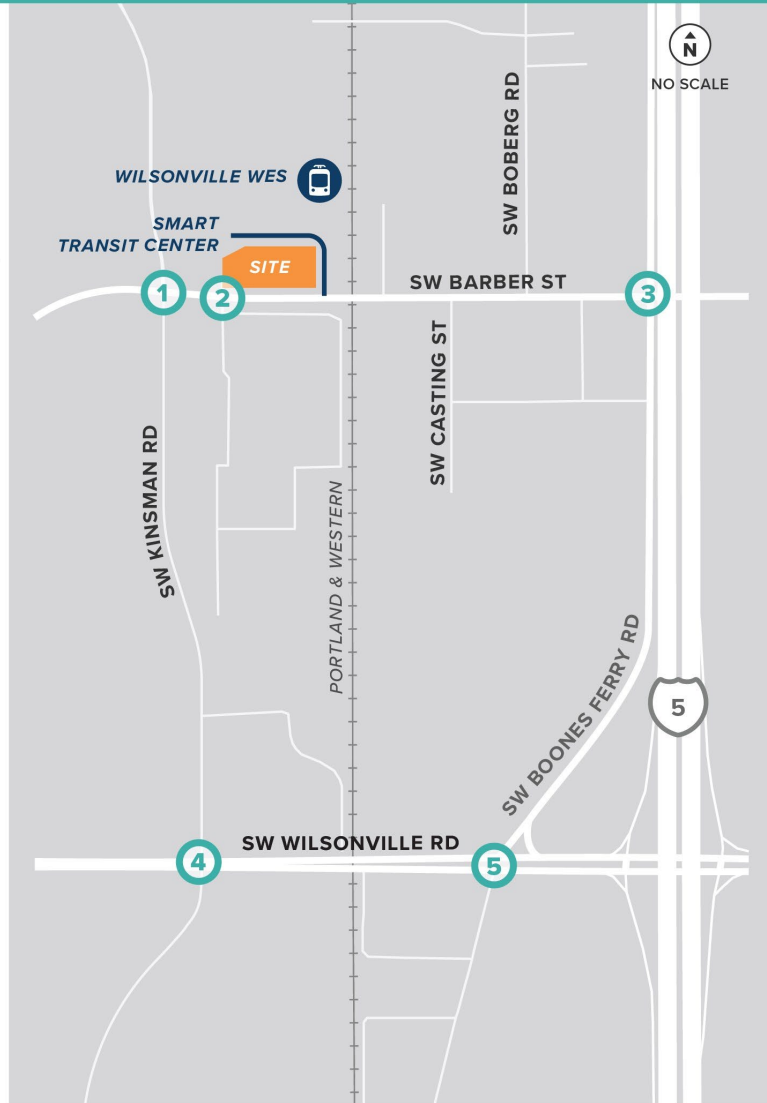 N
NO SCALE
SW BOBERG RD
WILSONVILLE WES
SMART
TRANSIT CENTER
SITE
SW BARBER ST
1
2
3
SW CASTING ST
SW KINSMAN RD
PORTLAND & WESTERN
SW BOONES FERRY RD
5
SW WILSONVILLE RD
4
5